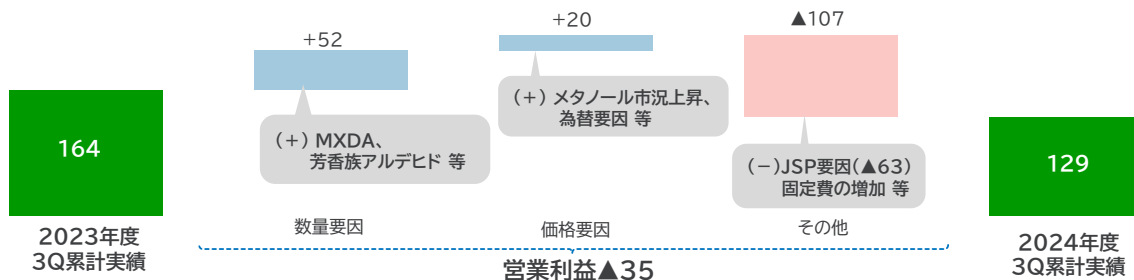 +52
+20
▲107
164
(+) MXDA、
芳香族アルデヒド 等
(+) メタノール市況上昇、
為替要因 等
(-)JSP要因(▲63)
固定費の増加 等
129
数量要因
価格要因
その他
2023年度
3Q累計実績
営業利益▲35
2024年度
3Q累計実績